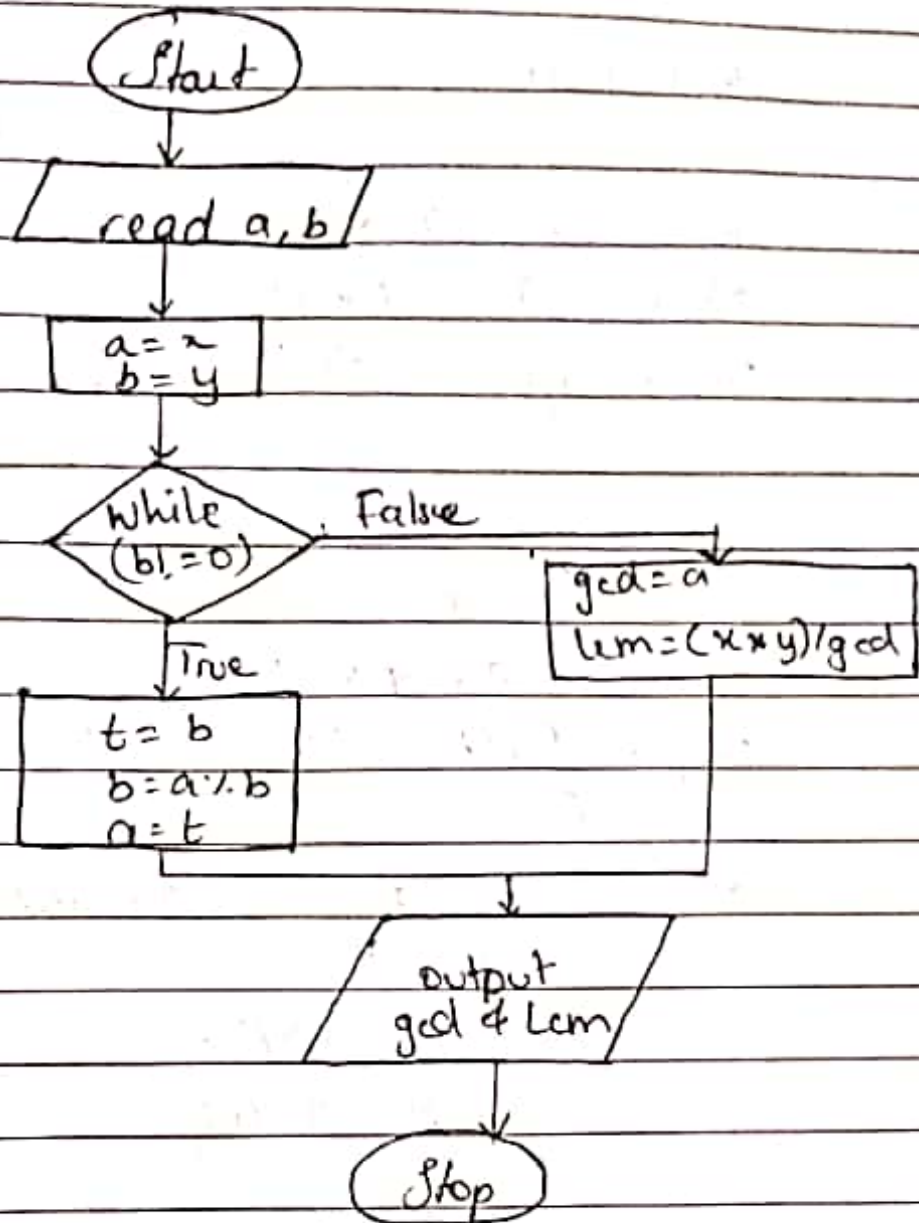 Start
read a, b
a = x
b = y
while
(b! = 0)
False
True
gcd = a
lcm = (x * y) / gcd
t = b
b = a % b
a = t
output
gcd & Lcm
Stop